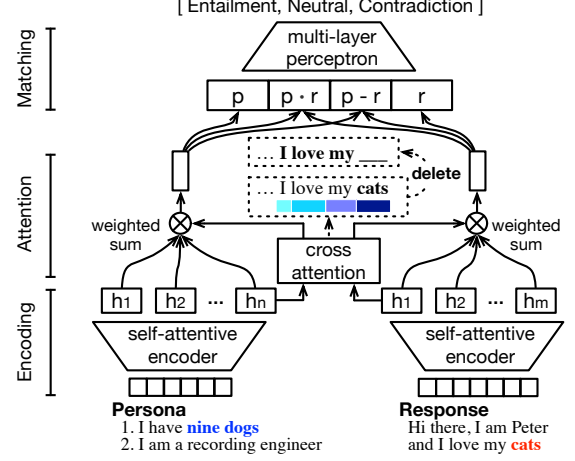 [ Entailment, Neutral, Contradiction ]
Matching
multi-layer
perceptron
p
p · r
p - r
r
Attention
... I love my ___
delete
... I love my cats
weighted
sum
weighted
sum
cross
attention
Encoding
h1
h2
...
hn
h1
h2
...
hm
self-attentive
encoder
self-attentive
encoder
Persona
1. I have nine dogs
2. I am a recording engineer
Response
Hi there, I am Peter
and I love my cats